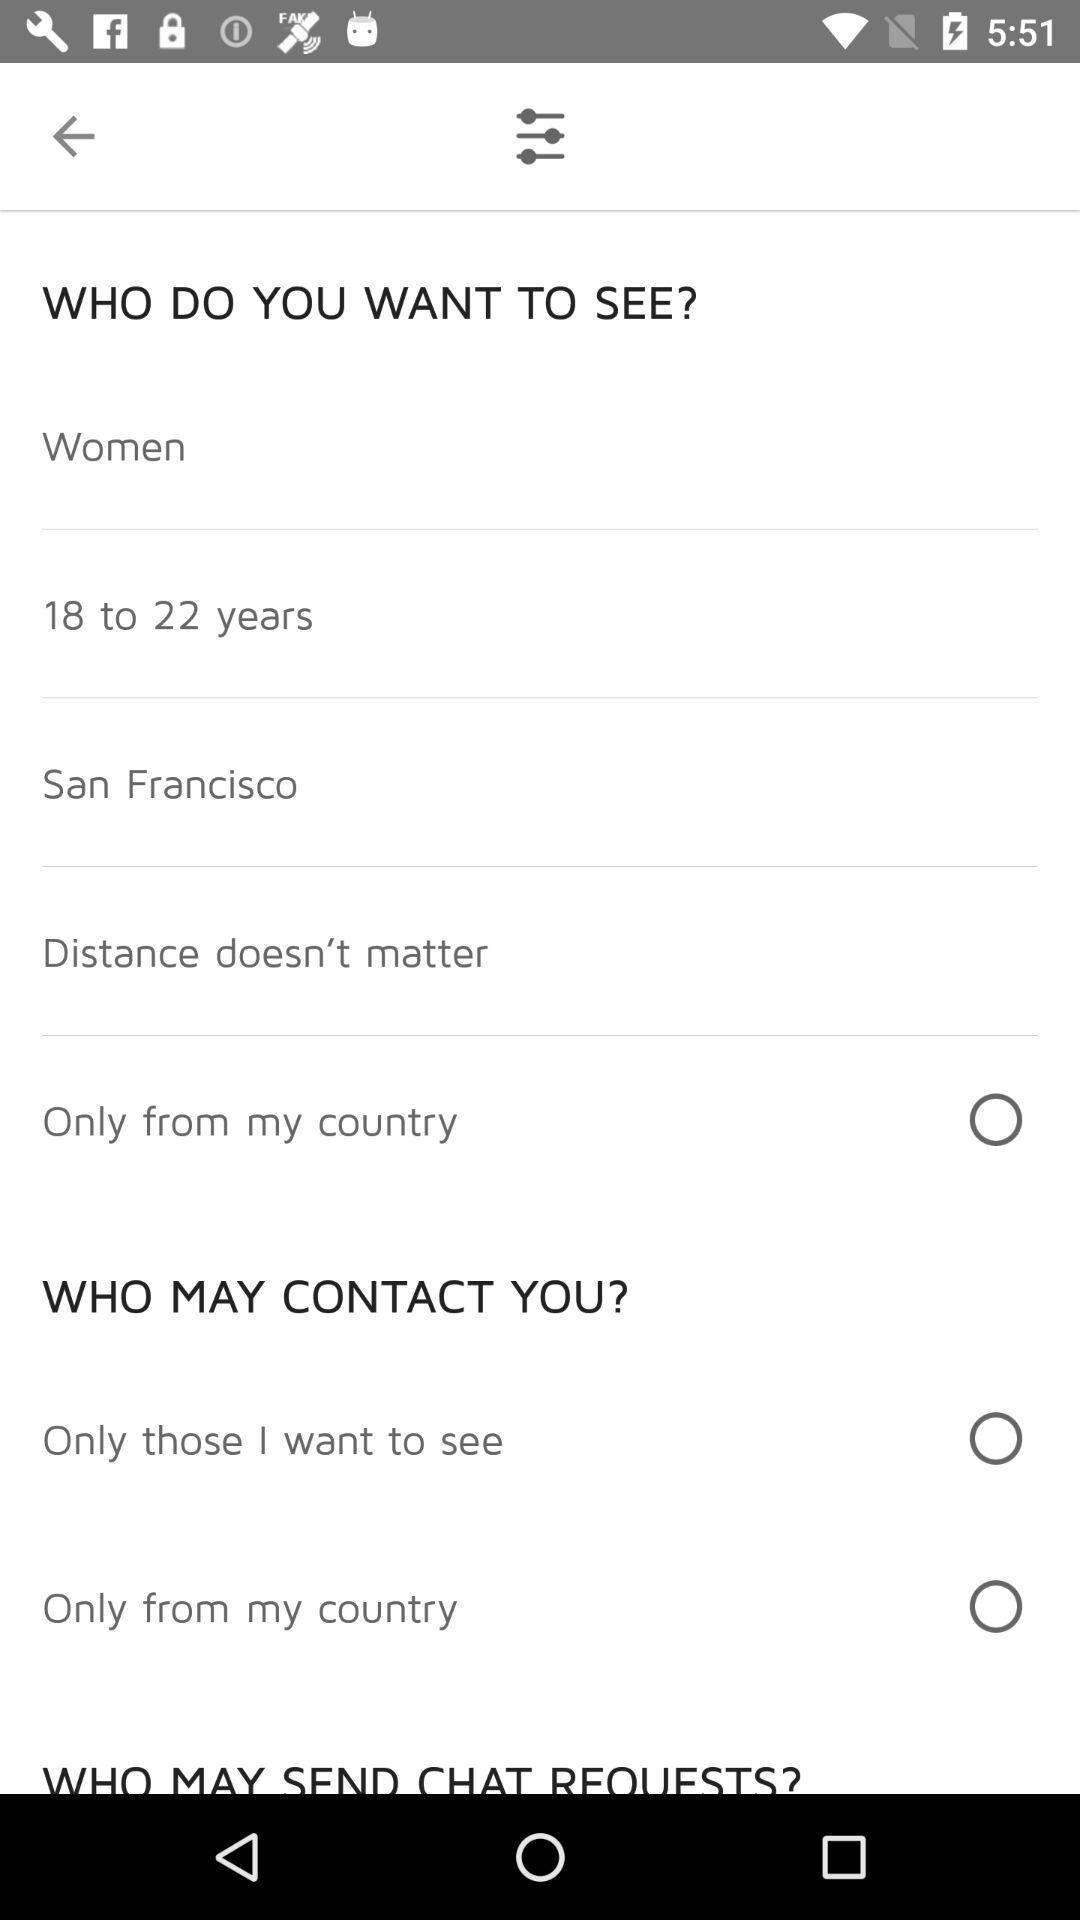 FAKE
5:51
WHO DO YOU WANT TO SEE?
Women
18 to 22 years
San Francisco
Distance doesn't matter
Only from my country
WHO MAY CONTACT YOU?
Only those I want to see
Only from my country
WHO MAY SEND CHAT REQUESTS?